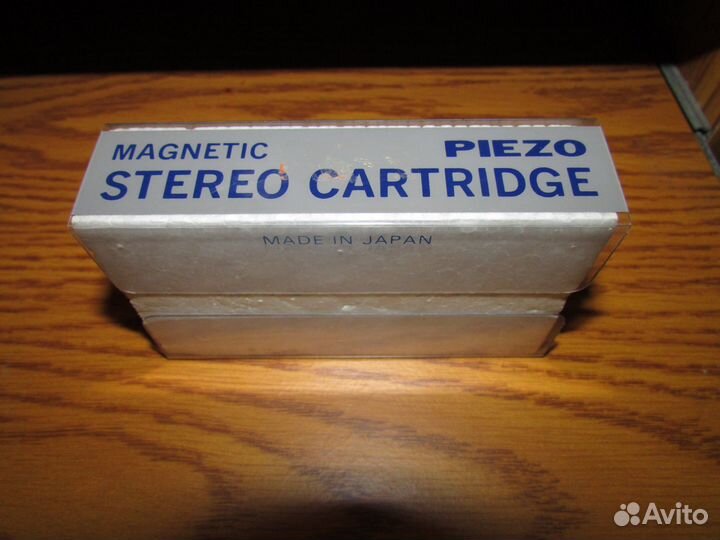 MAGNETIC PIEZO
STEREO CARTRIDGE
MADE IN JAPAN
Avito